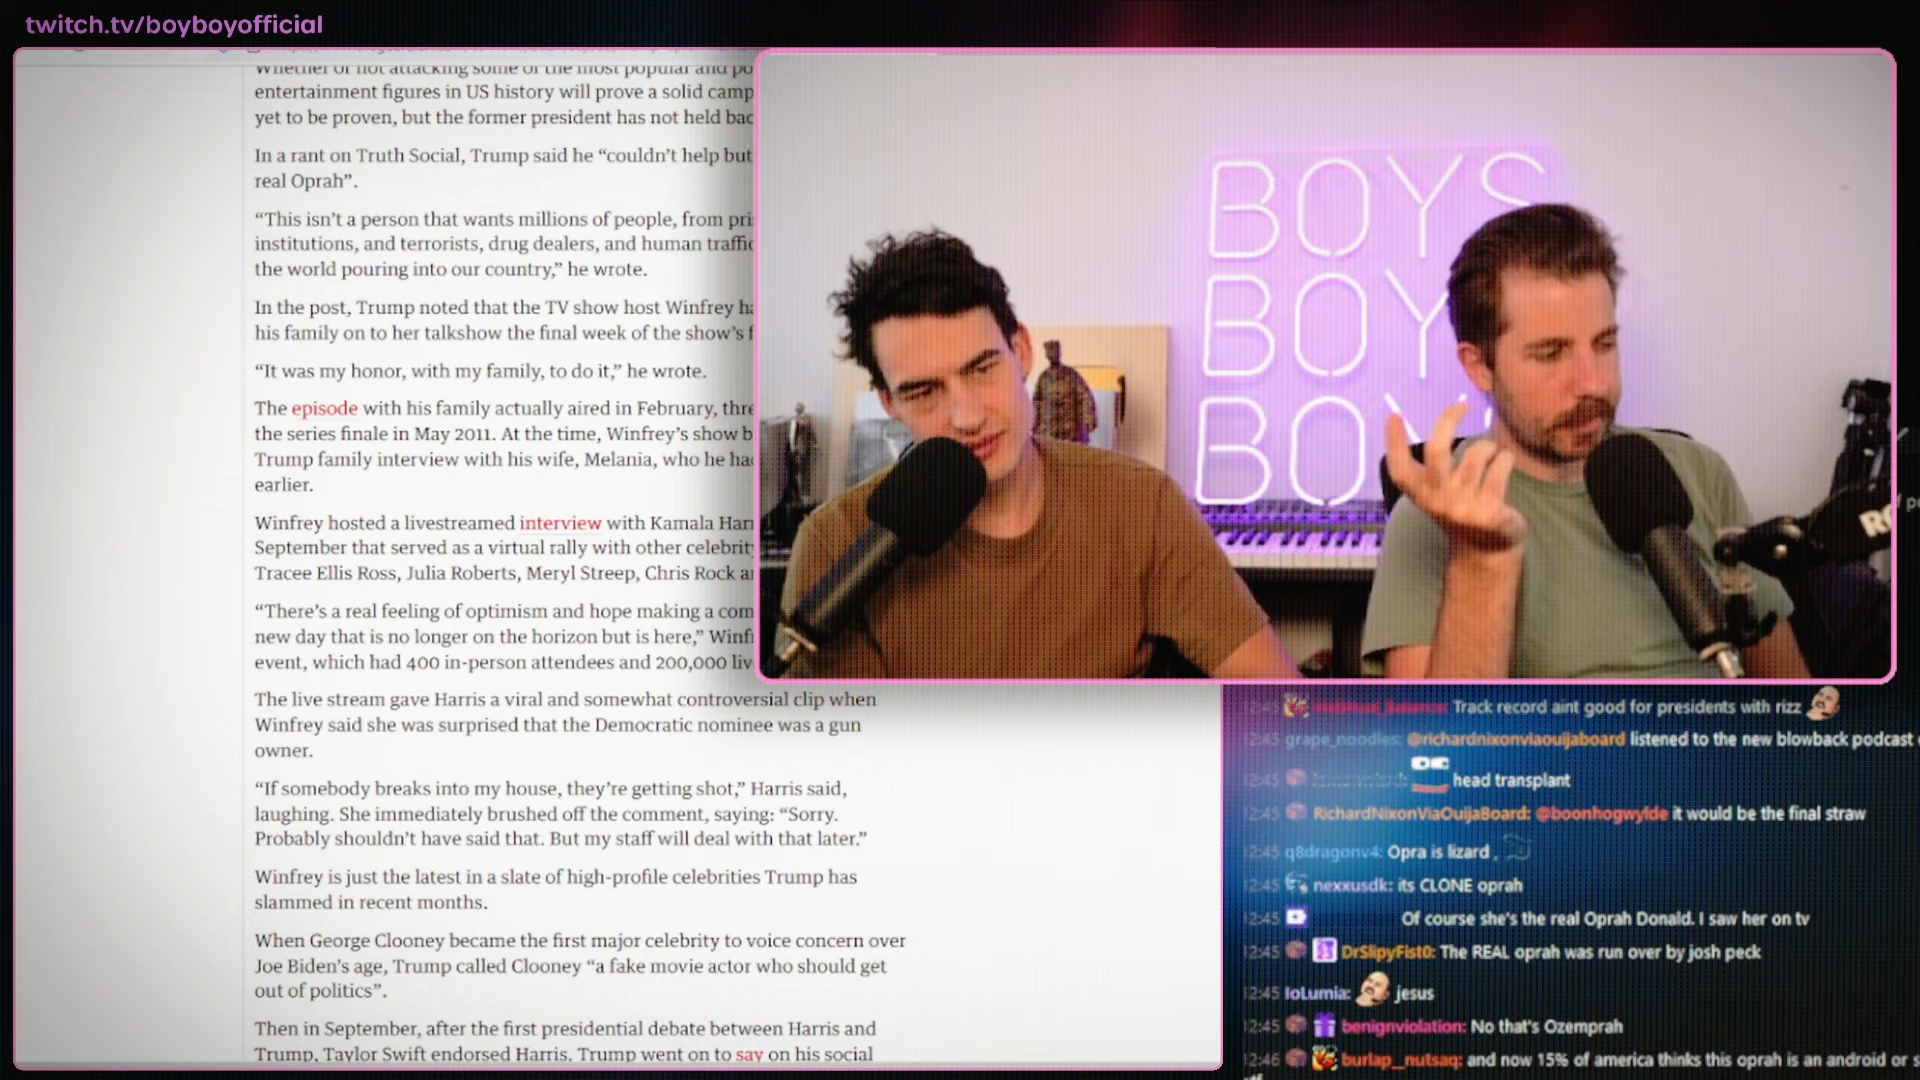 twitch.tv/boyboyofficial
Whether or not attacking some of the most popular and po
entertainment figures in US history will prove a solid camp
yet to be proven, but the former president has not held bac
In a rant on Truth Social, Trump said he “couldn’t help but
real Oprah”.
“This isn’t a person that wants millions of people, from pri
institutions, and terrorists, drug dealers, and human traffic
the world pouring into our country,” he wrote.
In the post, Trump noted that the TV show host Winfrey ha
his family on to her talkshow the final week of the show’s f
“It was my honor, with my family, to do it,” he wrote.
The episode with his family actually aired in February, thre
the series finale in May 2011. At the time, Winfrey’s show b
Trump family interview with his wife, Melania, who he had
earlier.
Winfrey hosted a livestreamed interview with Kamala Harr
September that served as a virtual rally with other celebrity
Tracee Ellis Ross, Julia Roberts, Meryl Streep, Chris Rock a
“There’s a real feeling of optimism and hope making a com
new day that is no longer on the horizon but is here,” Winf
event, which had 400 in-person attendees and 200,000 liv
The live stream gave Harris a viral and somewhat controversial clip when
Winfrey said she was surprised that the Democratic nominee was a gun
owner.
“If somebody breaks into my house, they’re getting shot,” Harris said,
laughing. She immediately brushed off the comment, saying: “Sorry.
Probably shouldn’t have said that. But my staff will deal with that later.”
Winfrey is just the latest in a slate of high-profile celebrities Trump has
slammed in recent months.
When George Clooney became the first major celebrity to voice concern over
Joe Biden’s age, Trump called Clooney “a fake movie actor who should get
out of politics”.
Then in September, after the first presidential debate between Harris and
Trump, Taylor Swift endorsed Harris. Trump went on to say on his social
BOYS
BOY
BOY
Track record aint good for presidents with rizz
12:45 grape_noodles: @richardnixonviaouijaboard listened to the new blowback podcast
12:45 head transplant
12:45 RichardNixonViaOuijaBoard: @boonhogwylde it would be the final straw
12:45 q8dragonv4: Opra is lizard ,
12:45 nexxusdk: its CLONE oprah
12:45 Of course she's the real Oprah Donald. I saw her on tv
12:45 DrSlipyFist0: The REAL oprah was run over by josh peck
12:45 IoLumia: jesus
12:45 benignviolation: No that's Ozemprah
12:46 burlap_nutsaq: and now 15% of america thinks this oprah is an android or s